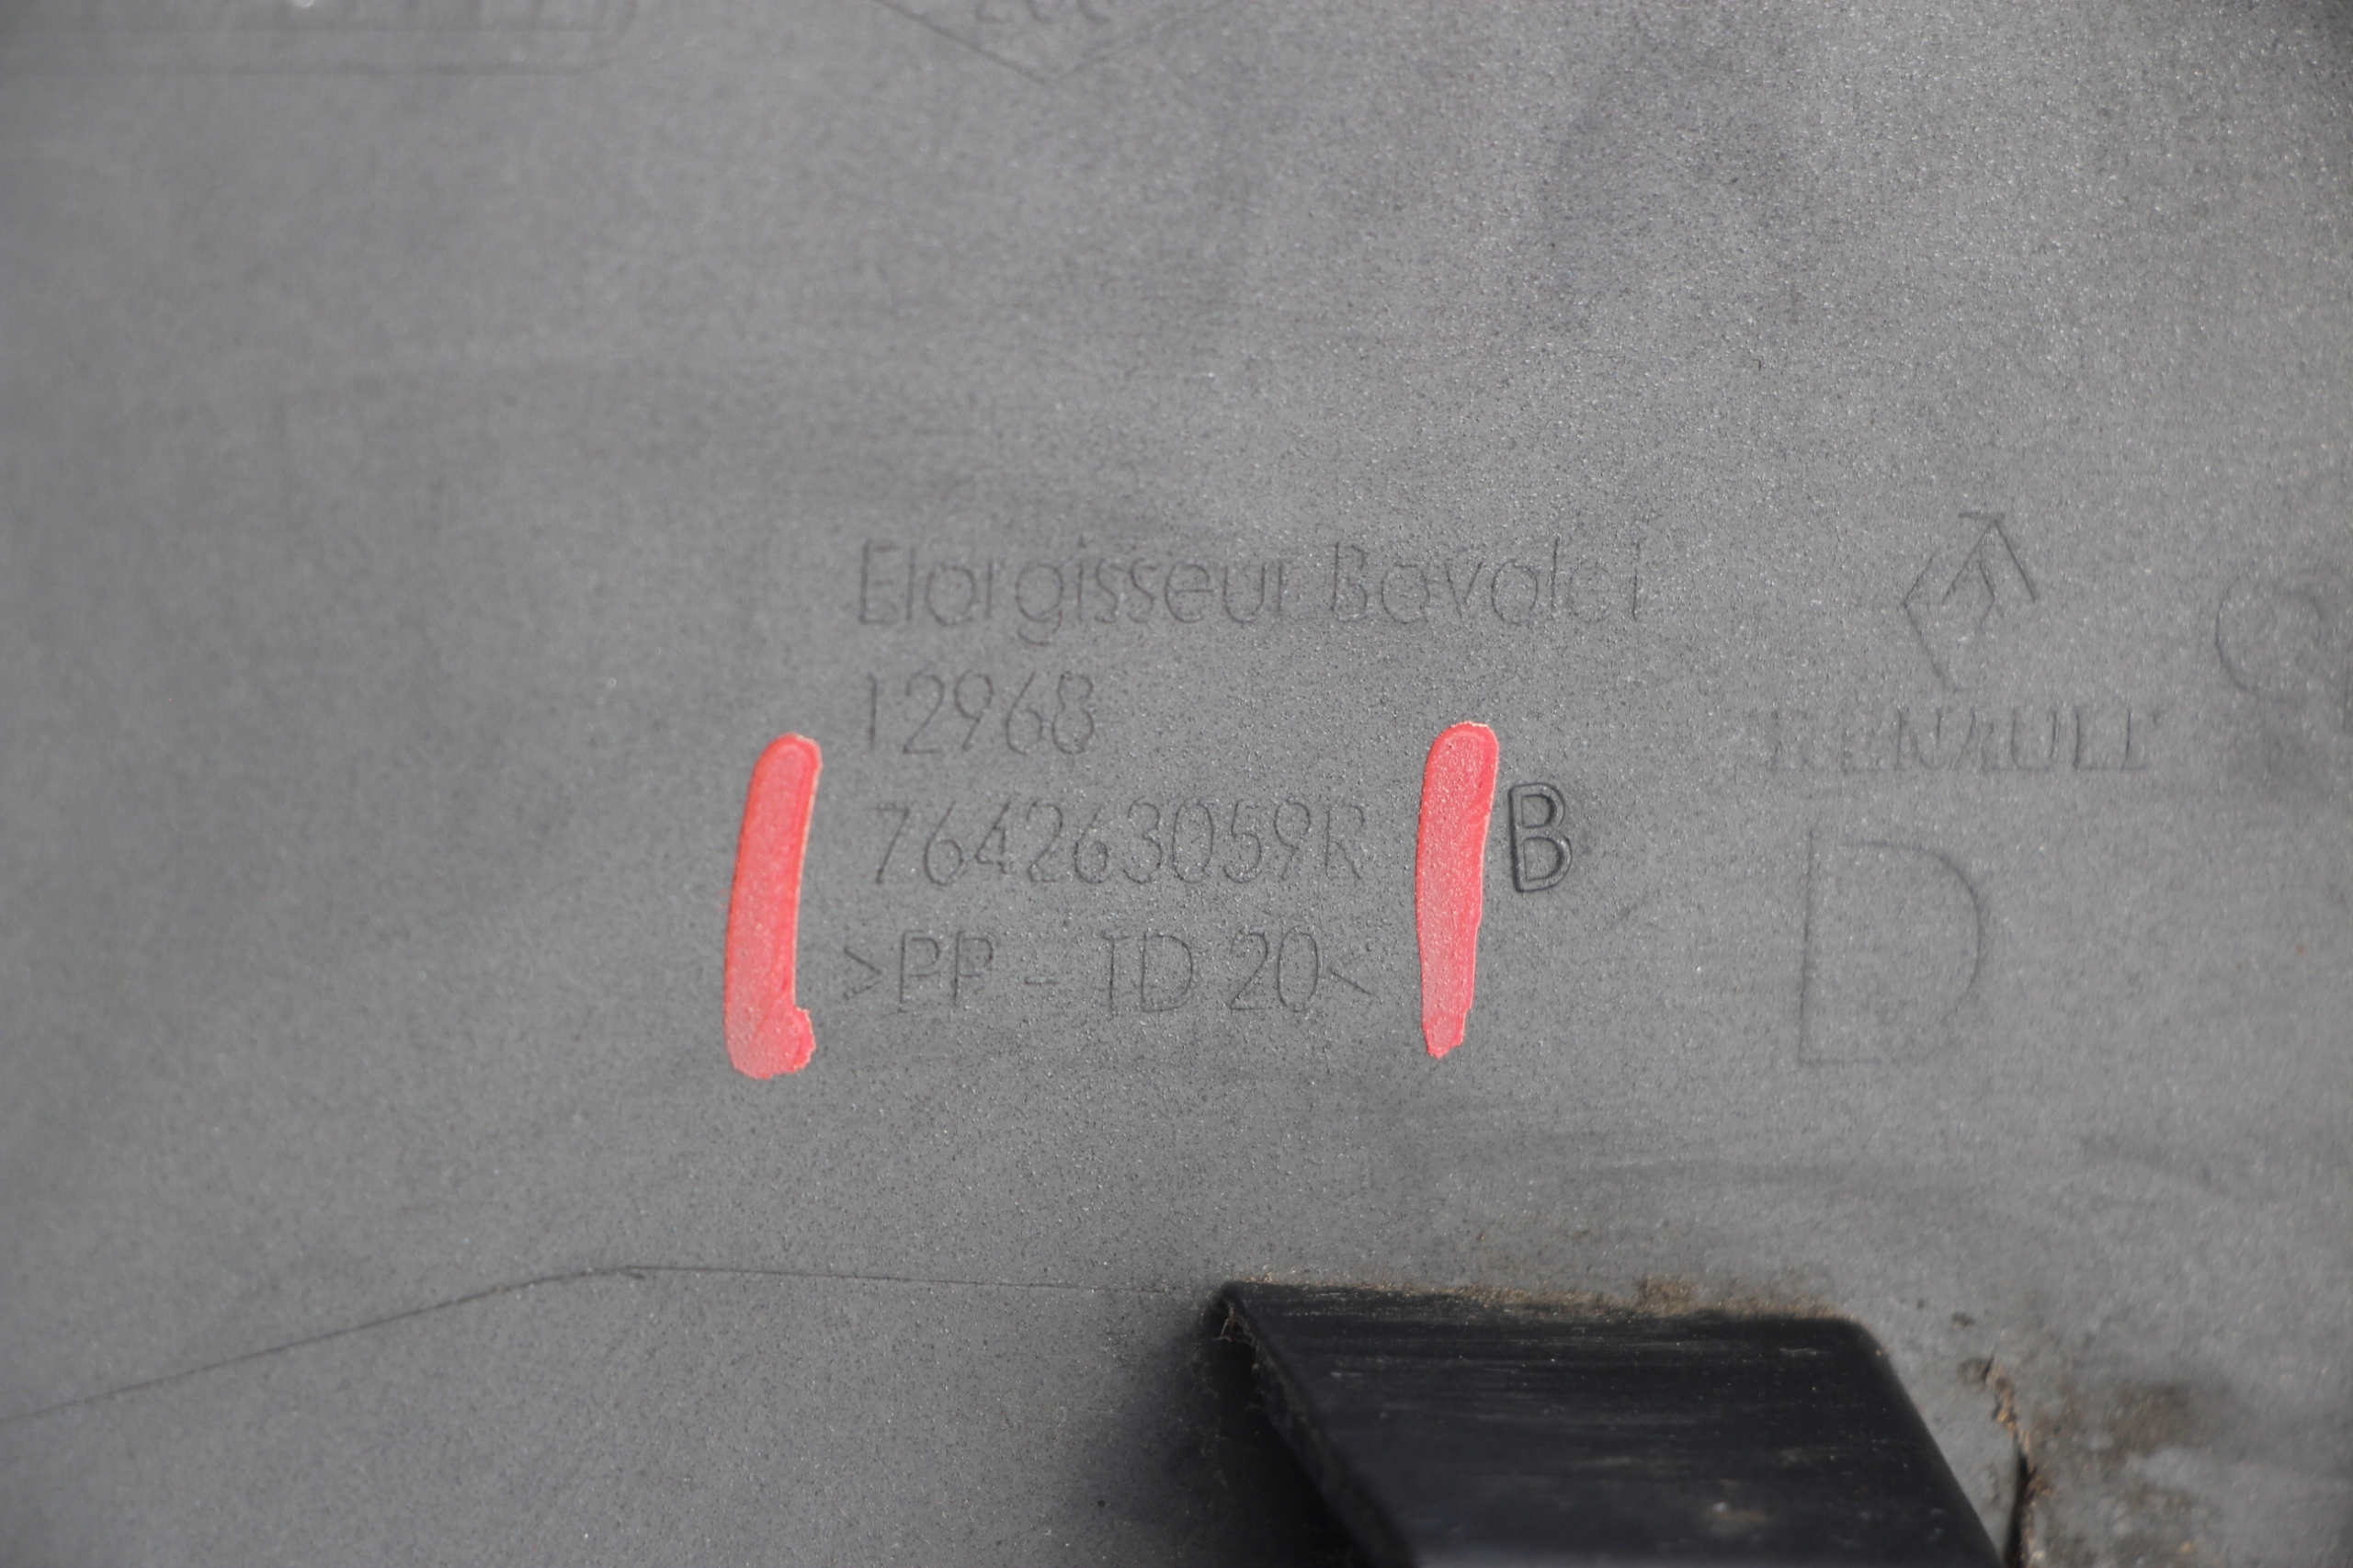 Elargisseur Bavolet
12968
764263059R B
>PP - TD 20<
RENAULT
D